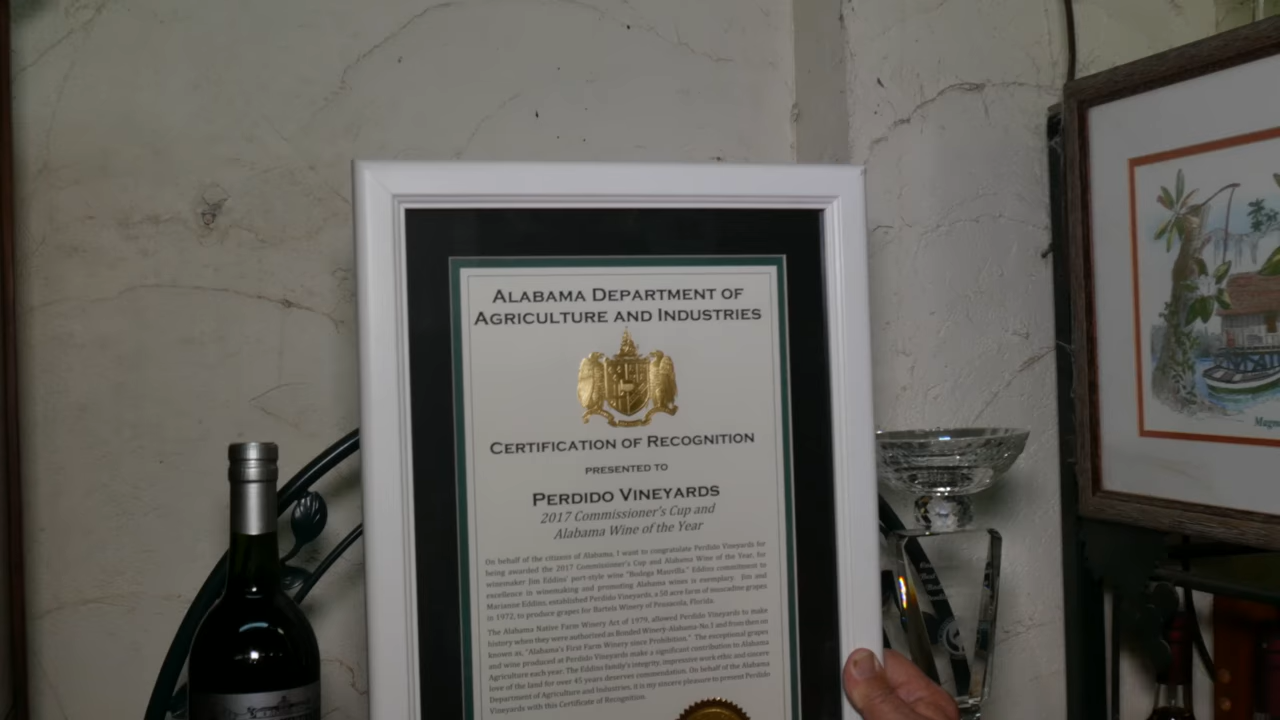 ALABAMA DEPARTMENT OF
AGRICULTURE AND INDUSTRIES
CERTIFICATION OF RECOGNITION
PRESENTED TO
PERDIDO VINEYARDS
2017 Commissioner's Cup and
Alabama Wine of the Year
On behalf of the citizens of Alabama, I want to congratulate Perdido Vineyards for
being awarded the 2017 Commissioner's Cup and Alabama Wine of the Year, for
winemaker Jim Eddins' port-style wine "Bodega Mauvilla." Eddins commitment to
excellence in winemaking and promoting Alabama wines is exemplary. Jim and
Marianne Eddins, established Perdido Vineyards, a 50 acre farm of muscadine grapes
in 1972, to produce grapes for Bartels Winery of Pensacola, Florida.
The Alabama Native Farm Winery Act of 1979, allowed Perdido Vineyards to make
history when they were authorized as Bonded Winery-Alabama-No.1 and from then on
known as, "Alabama's First Farm Winery since Prohibition." The exceptional grapes
and wine produced at Perdido Vineyards make a significant contribution to Alabama
Agriculture each year. The Eddins family's integrity, impressive work ethic and sincere
love of the land for over 45 years deserves commendation. On behalf of the Alabama
Department of Agriculture and Industries, it is my sincere pleasure to present Perdido
Vineyards with this Certificate of Recognition.
Magn